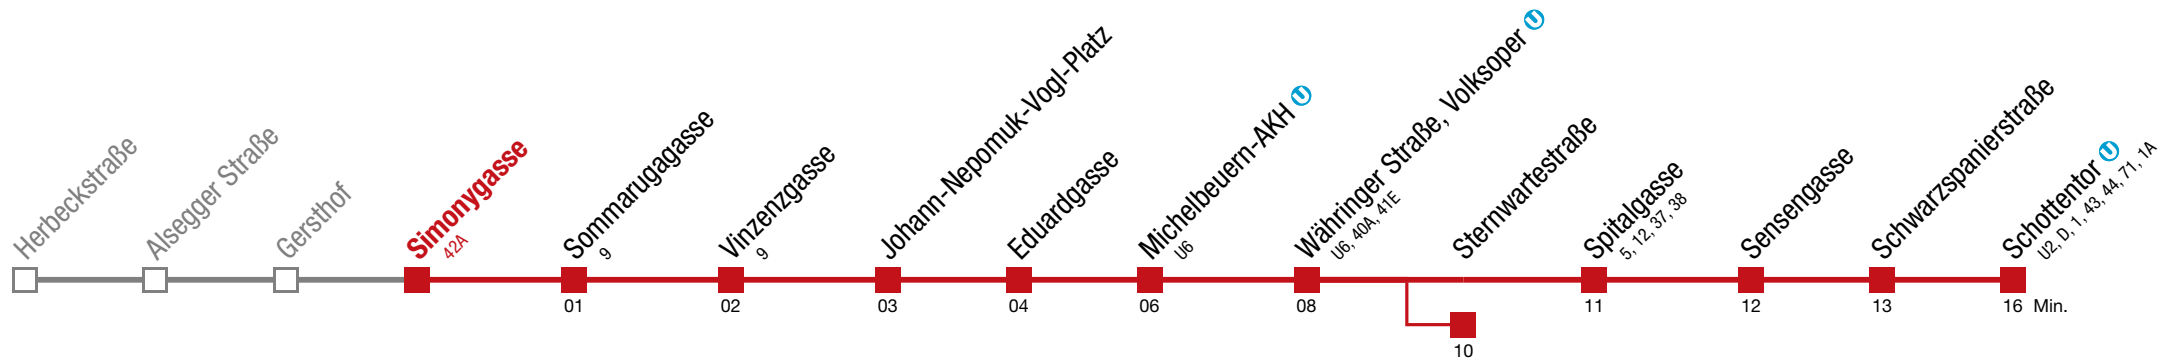 Herbeckstraße
Alsegger Straße
Gersthof
Simonygasse
42A
Sommarugagasse
9
01
Vinzenzgasse
9
02
Johann-Nepomuk-Vogl-Platz
03
Eduardgasse
04
Michelbeuern-AKH U
U6
06
Währinger Straße, Volksoper U
U6, 40A, 41E
08
Sternwartestraße
10
Spitalgasse
5, 12, 37, 38
11
Sensengasse
12
Schwarzspanierstraße
13
Schottentor U
U2, D, 1, 43, 44, 71, 1A
16 Min.